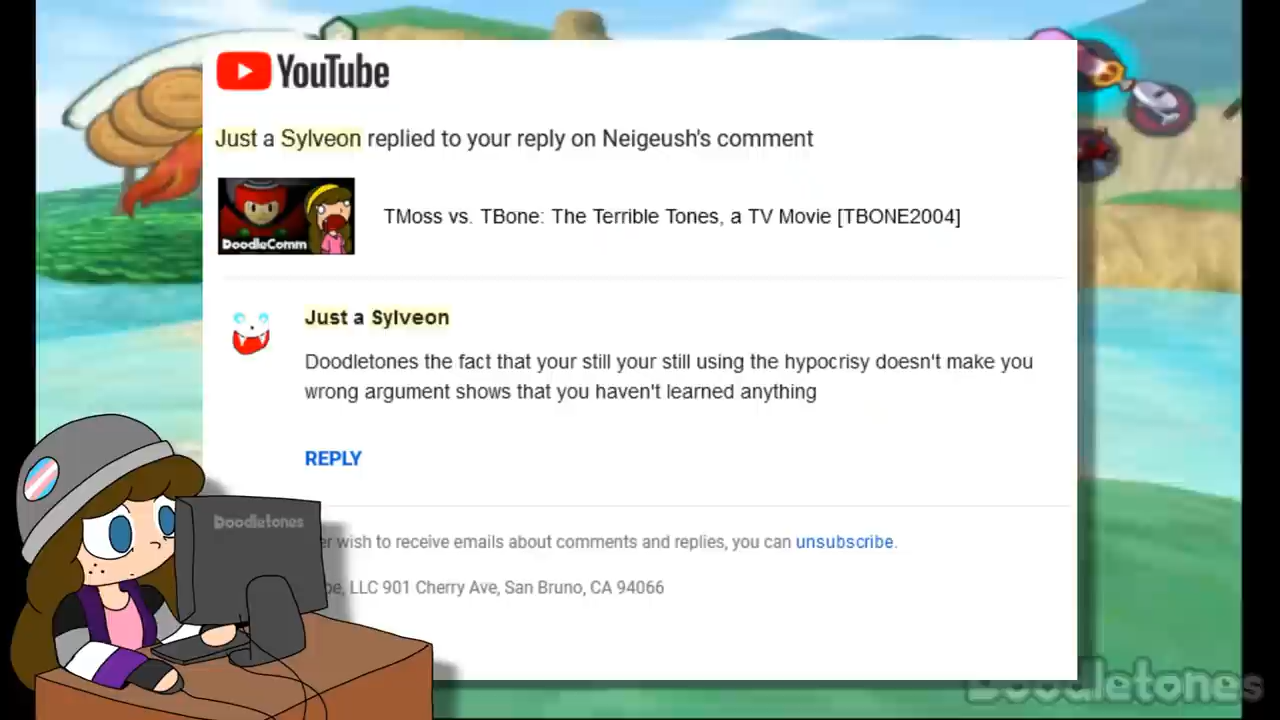 YouTube
Just a Sylveon replied to your reply on Neigeush's comment
DoodleComm
TMoss vs. TBone: The Terrible Tones, a TV Movie [TBONE2004]
Just a Sylveon
Doodletones the fact that your still your still using the hypocrisy doesn't make you
wrong argument shows that you haven't learned anything
REPLY
Doodletones
wish to receive emails about comments and replies, you can unsubscribe.
LLC 901 Cherry Ave, San Bruno, CA 94066
Doodletones